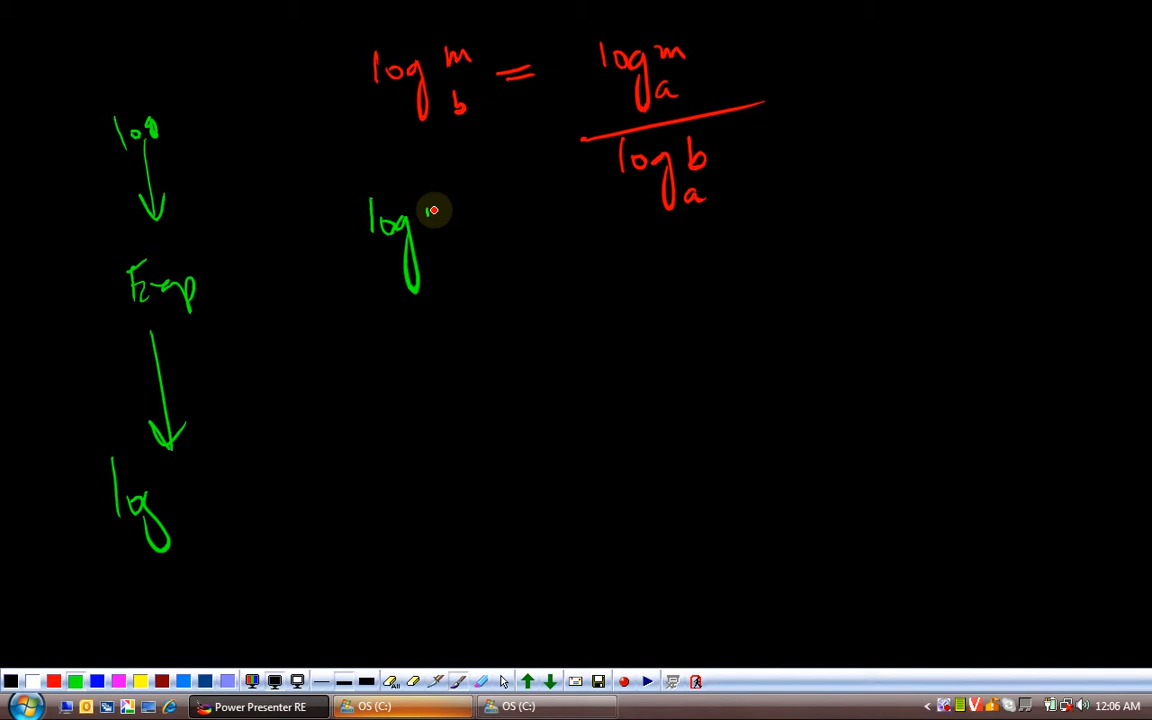 log m b = log m a
log b a
log
log
Exp
log
Power Presenter RE
OS (C:)
OS (C:)
12:06 AM